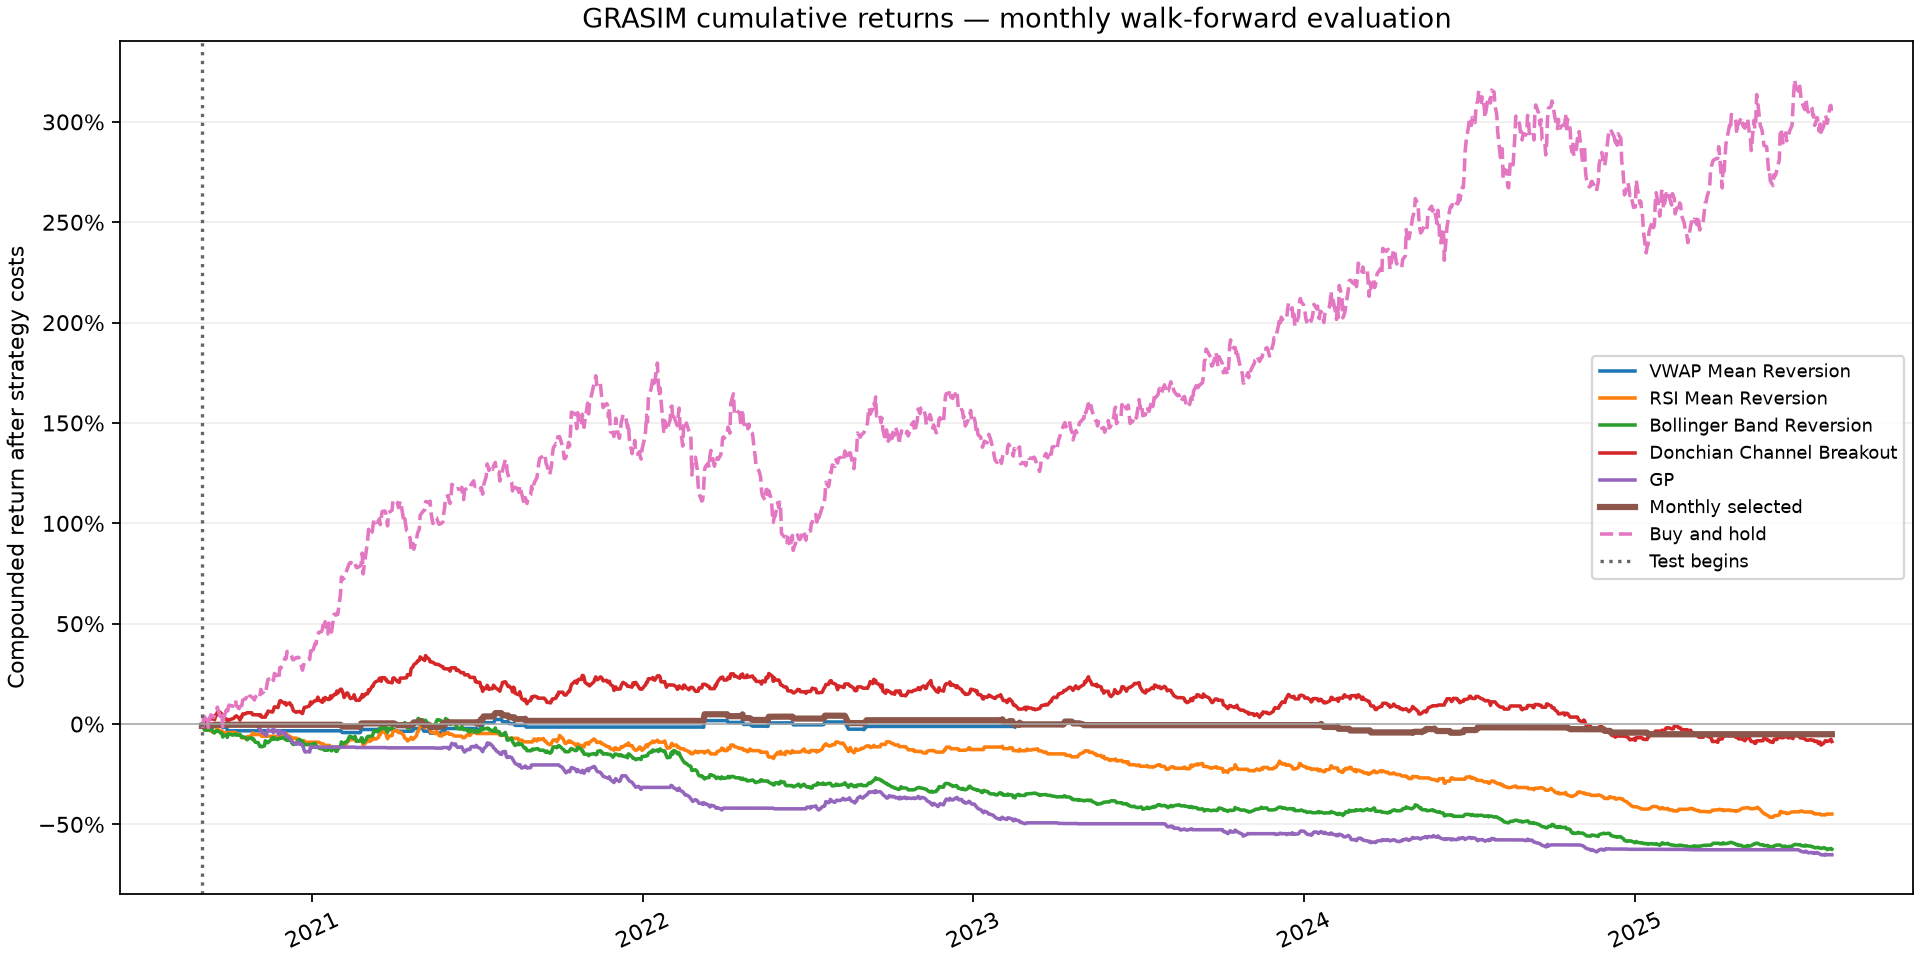 GRASIM cumulative returns — monthly walk-forward evaluation
Compounded return after strategy costs
300%
250%
200%
150%
100%
50%
0%
−50%
VWAP Mean Reversion
RSI Mean Reversion
Bollinger Band Reversion
Donchian Channel Breakout
GP
Monthly selected
Buy and hold
Test begins
2021
2022
2023
2024
2025